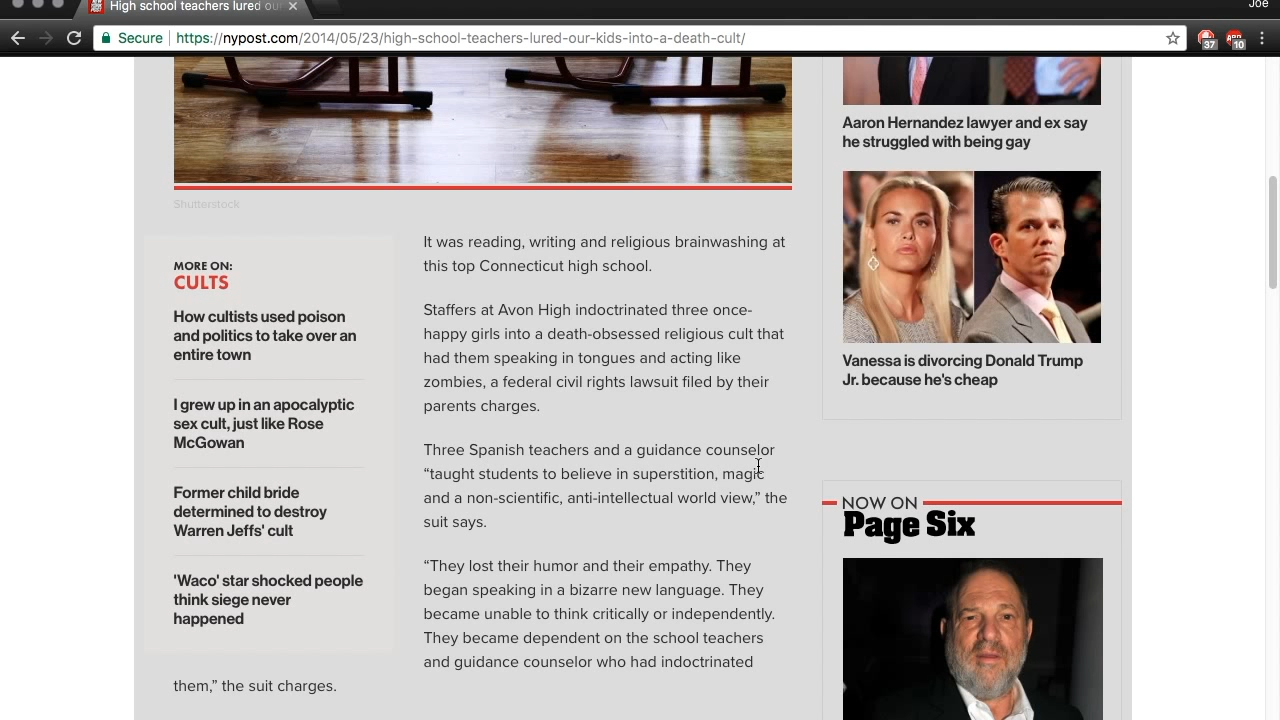 High school teachers lured ou
Joe
Secure
https://nypost.com/2014/05/23/high-school-teachers-lured-our-kids-into-a-death-cult/
37
10
Shutterstock
MORE ON:
CULTS
How cultists used poison
and politics to take over an
entire town
I grew up in an apocalyptic
sex cult, just like Rose
McGowan
Former child bride
determined to destroy
Warren Jeffs' cult
'Waco' star shocked people
think siege never
happened
It was reading, writing and religious brainwashing at
this top Connecticut high school.
Staffers at Avon High indoctrinated three once-
happy girls into a death-obsessed religious cult that
had them speaking in tongues and acting like
zombies, a federal civil rights lawsuit filed by their
parents charges.
Three Spanish teachers and a guidance counselor
“taught students to believe in superstition, magic
and a non-scientific, anti-intellectual world view,” the
suit says.
“They lost their humor and their empathy. They
began speaking in a bizarre new language. They
became unable to think critically or independently.
They became dependent on the school teachers
and guidance counselor who had indoctrinated
them,” the suit charges.
Aaron Hernandez lawyer and ex say
he struggled with being gay
Vanessa is divorcing Donald Trump
Jr. because he's cheap
NOW ON
Page Six